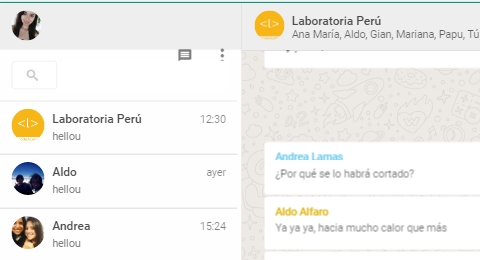 Laboratoria Perú
12:30
hellou
Aldo
ayer
hellou
Andrea
15:24
hellou
Laboratoria Perú
Ana María, Aldo, Gian, Mariana, Papu, Tú
Andrea Lamas
¿Por qué se lo habrá cortado?
Aldo Alfaro
Ya ya ya, hacia mucho calor que más